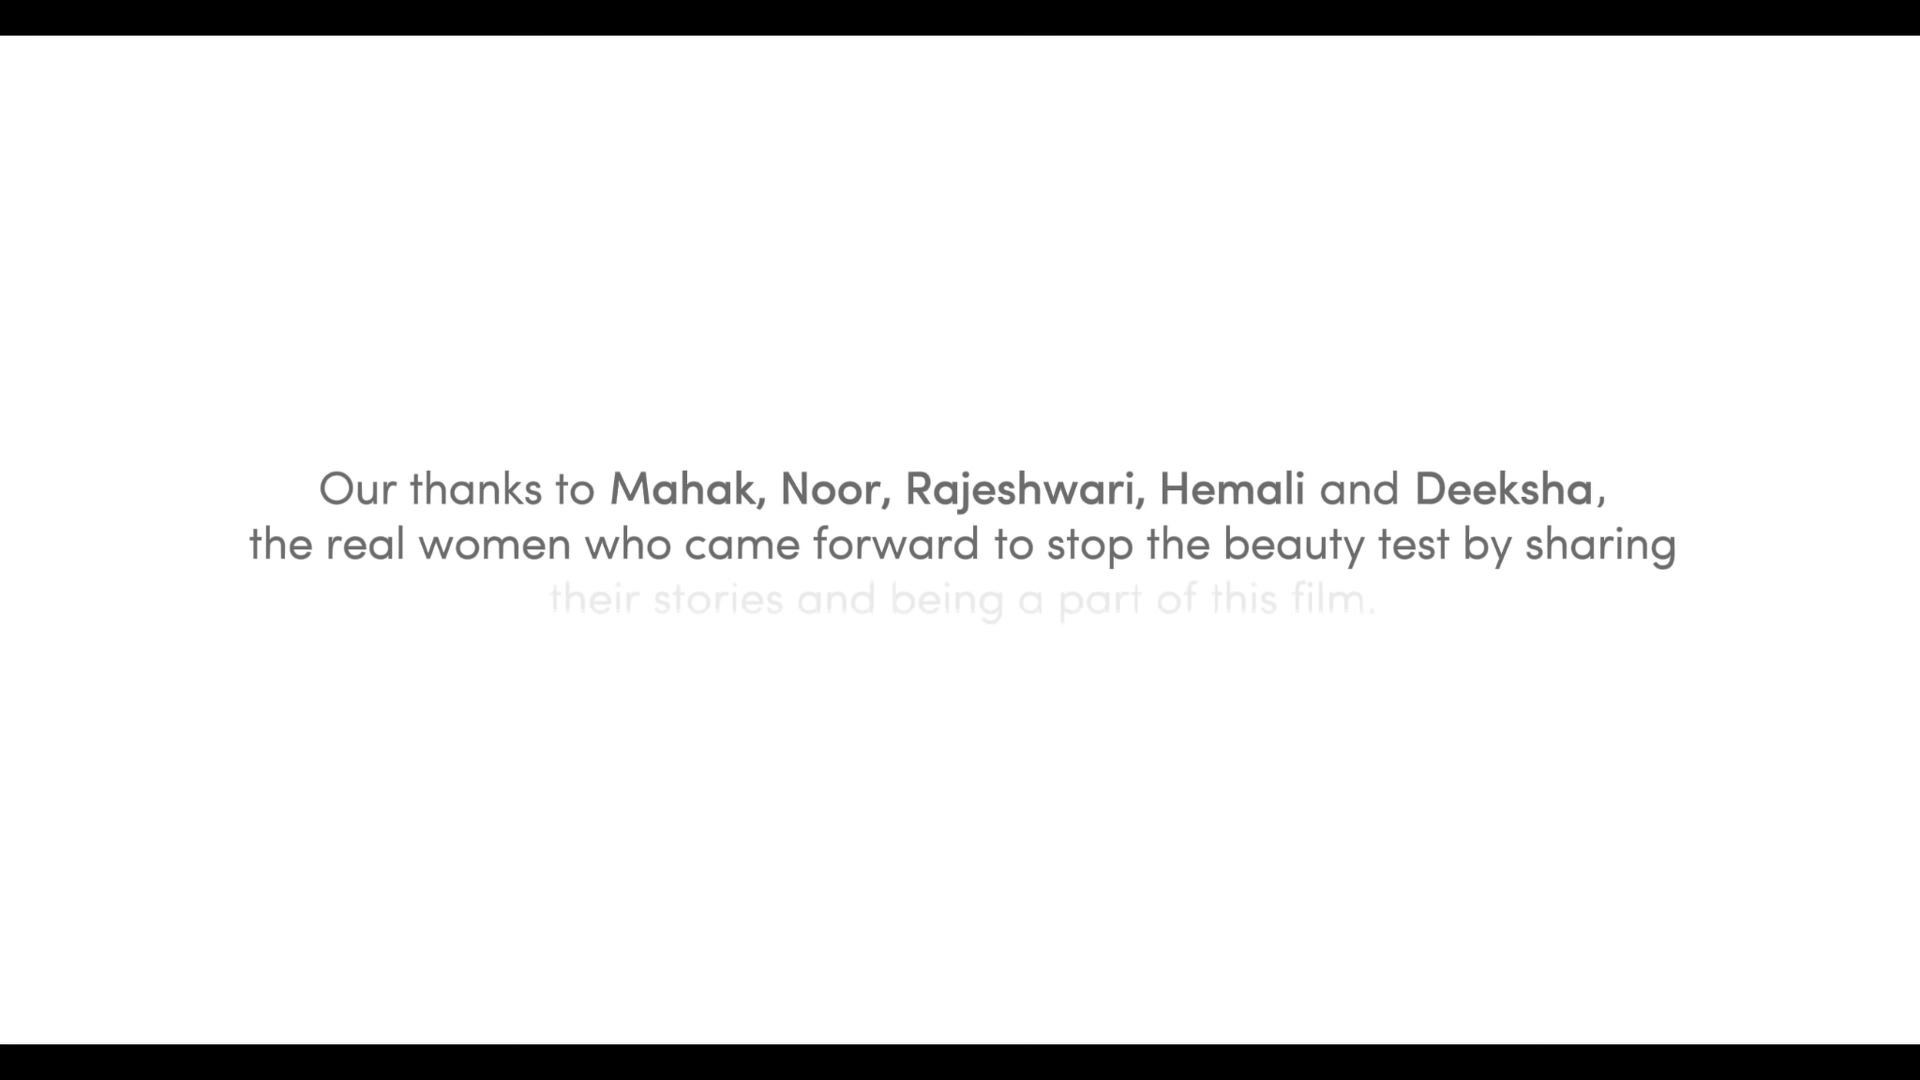 Our thanks to Mahak, Noor, Rajeshwari, Hemali and Deeksha,
the real women who came forward to stop the beauty test by sharing
their stories and being a part of this film.